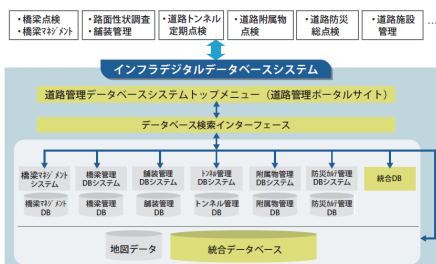 ・橋梁点検
・橋梁マネジメント
・路面性状調査
・舗装管理
・道路トンネル
定期点検
・道路附属物
点検
・道路防災
総点検
・道路施設
管理
…
インフラデジタルデータベースシステム
道路管理データベースシステムトップメニュー（道路管理ポータルサイト）
データベース検索インターフェース
橋梁マネジメント
システム
橋梁管理
DBシステム
舗装管理
DBシステム
トンネル管理
DBシステム
附属物管理
DBシステム
防災カルテ管理
DBシステム
統合DB
橋梁マネジメント
DB
橋梁管理
DB
舗装管理
DB
トンネル管理
DB
附属物管理
DB
防災カルテ管理
DB
地図データ
統合データベース